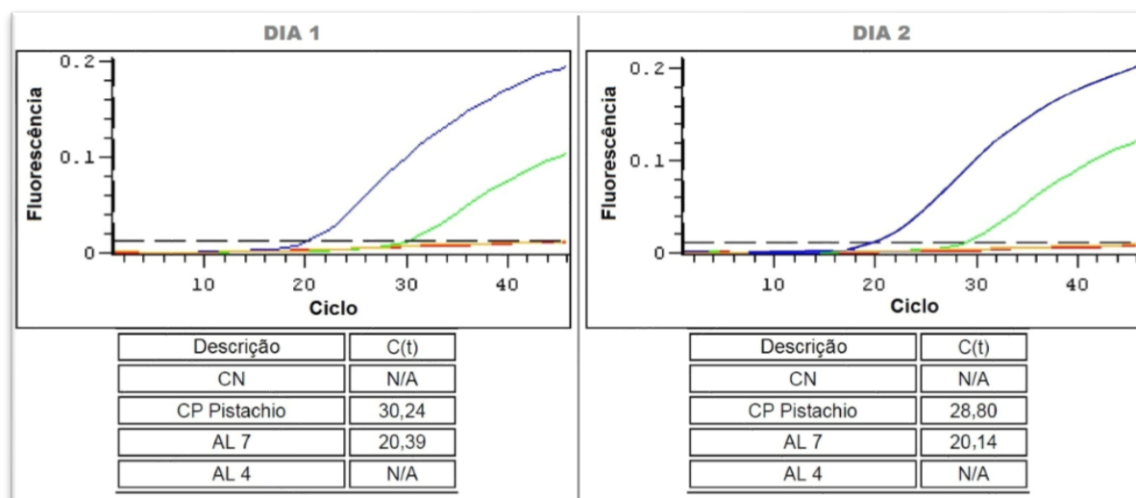 DIA 1
Fluorescência
0.2
0.1
0
10 20 30 40
Ciclo
Descrição C(t)
CN N/A
CP Pistachio 30,24
AL 7 20,39
AL 4 N/A
DIA 2
Fluorescência
0.2
0.1
0
10 20 30 40
Ciclo
Descrição C(t)
CN N/A
CP Pistachio 28,80
AL 7 20,14
AL 4 N/A